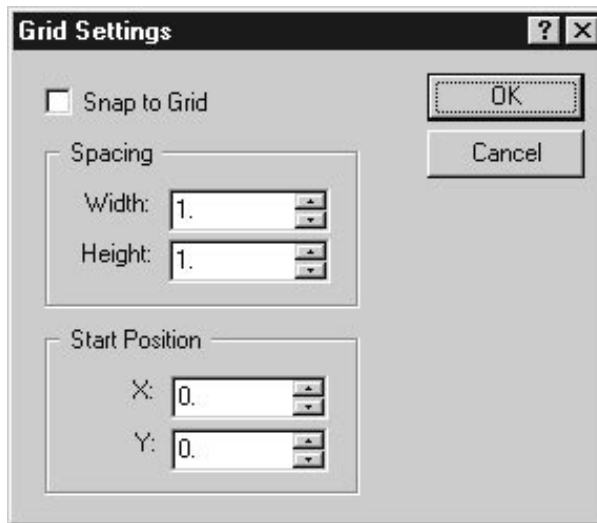 Grid Settings ? X
Snap to Grid
OK
Cancel
Spacing
Width: 1.
Height: 1.
Start Position
X: 0.
Y: 0.